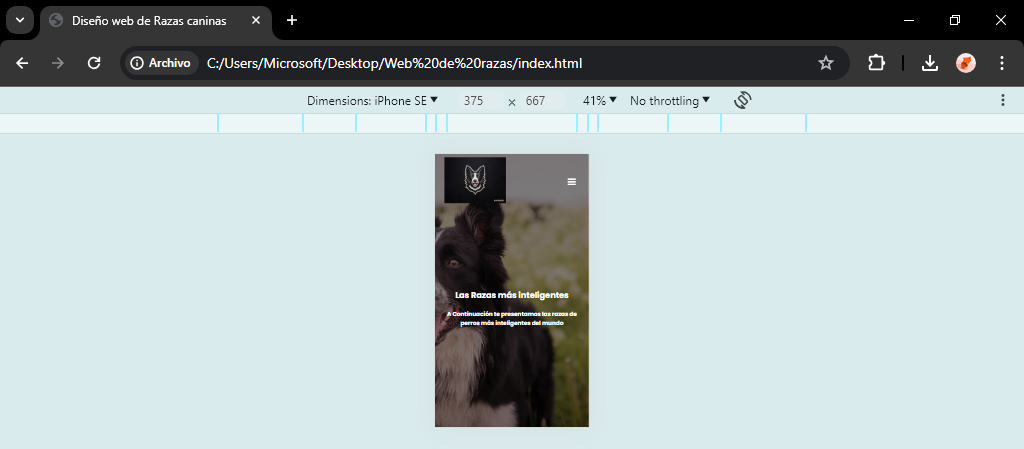 Diseño web de Razas caninas
Archivo C:/Users/Microsoft/Desktop/Web%20de%20razas/index.html
Dimensions: iPhone SE 375 × 667 41% No throttling
Las Razas más inteligentes
A Continuación te presentamos las razas de
perros más inteligentes del mundo